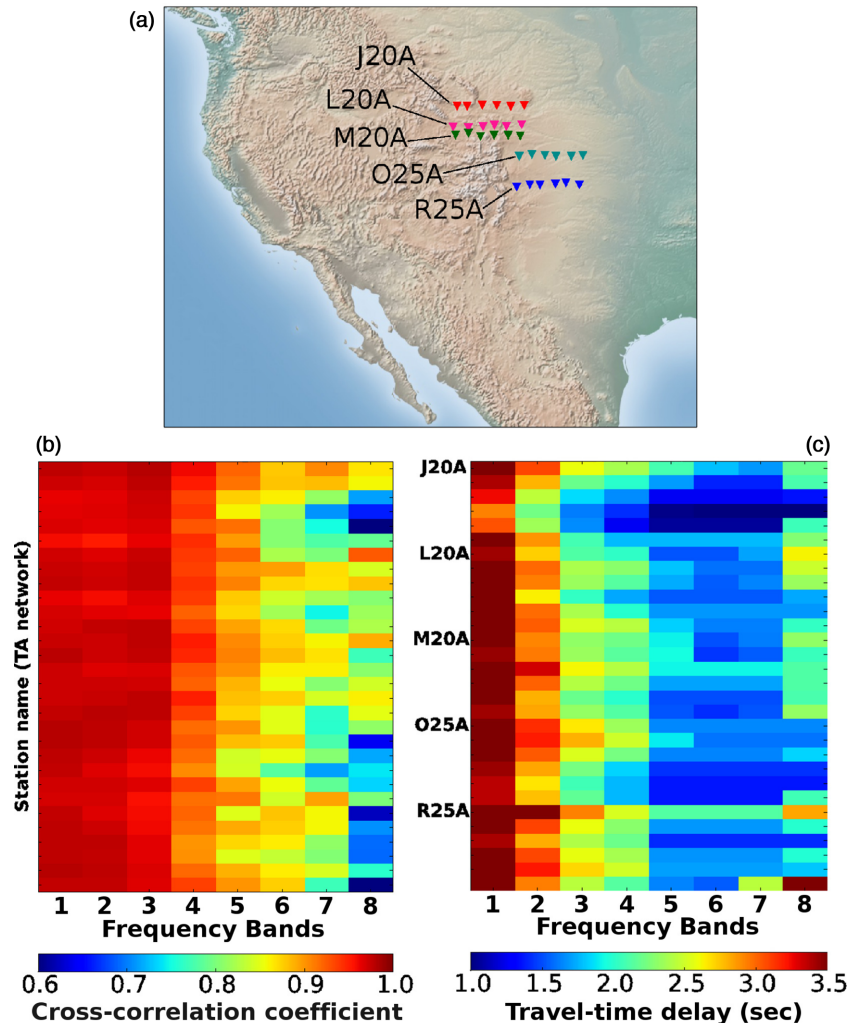 (a)
J20A
L20A
M20A
O25A
R25A
(b)
(c)
Station name (TA network)
J20A
L20A
M20A
O25A
R25A
1 2 3 4 5 6 7 8
Frequency Bands
1 2 3 4 5 6 7 8
Frequency Bands
0.6 0.7 0.8 0.9 1.0
Cross-correlation coefficient
1.0 1.5 2.0 2.5 3.0 3.5
Travel-time delay (sec)